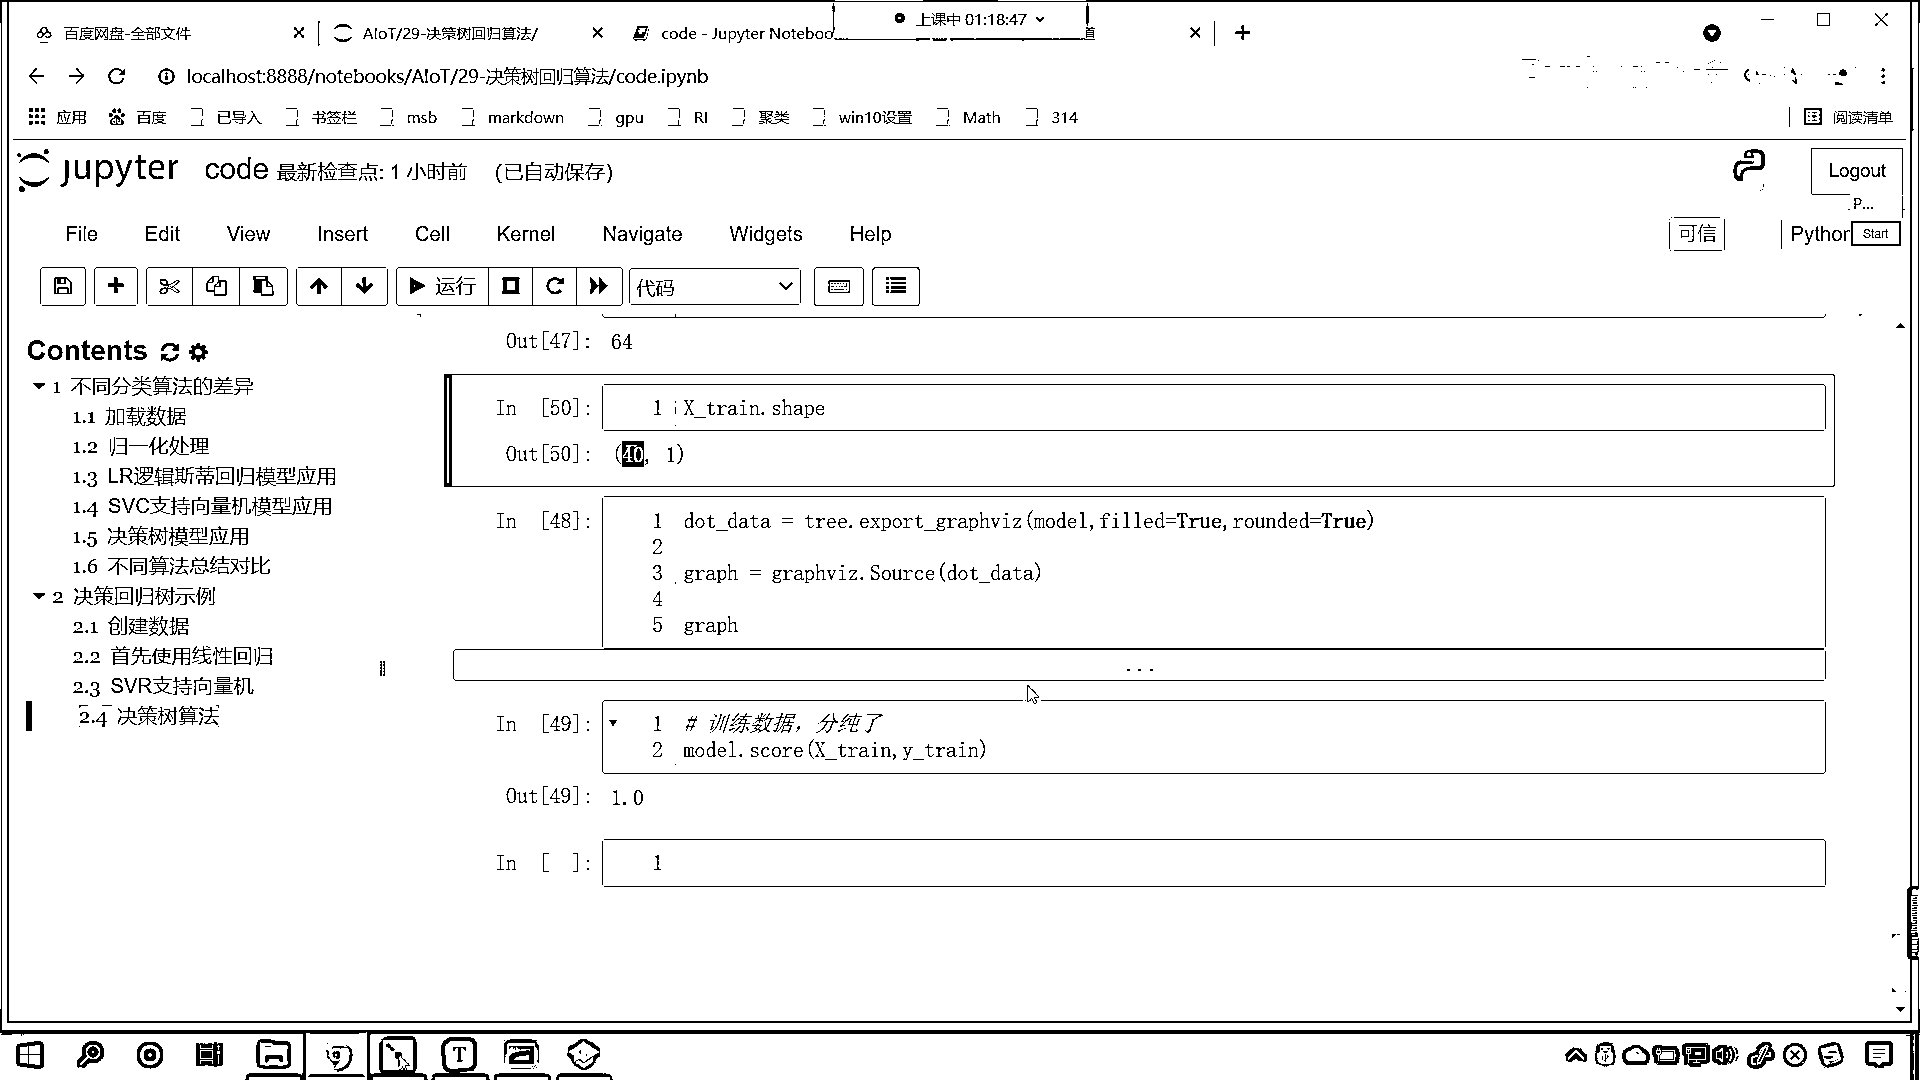 上课中 01:18:47
百度网盘-全部文件
AIoT/29-决策树回归算法/
code - Jupyter Noteboo
localhost:8888/notebooks/AIoT/29-决策树回归算法/code.ipynb
应用 百度 已导入 书签栏 msb markdown gpu RI 聚类 win10设置 Math 314 阅读清单
jupyter code 最新检查点: 1 小时前 (已自动保存)
Logout
P...
File Edit View Insert Cell Kernel Navigate Widgets Help 可信 Python Start
运行 代码
Contents
1 不同分类算法的差异
1.1 加载数据
1.2 归一化处理
1.3 LR逻辑斯蒂回归模型应用
1.4 SVC支持向量机模型应用
1.5 决策树模型应用
1.6 不同算法总结对比
2 决策回归树示例
2.1 创建数据
2.2 首先使用线性回归
2.3 SVR支持向量机
2.4 决策树算法
Out[47]: 64
In [50]: 1 X_train.shape
Out[50]: (40, 1)
In [48]: 1 dot_data = tree.export_graphviz(model,filled=True,rounded=True)
2
3 graph = graphviz.Source(dot_data)
4
5 graph
...
In [49]: 1 # 训练数据，分纯了
2 model.score(X_train,y_train)
Out[49]: 1.0
In [ ]: 1